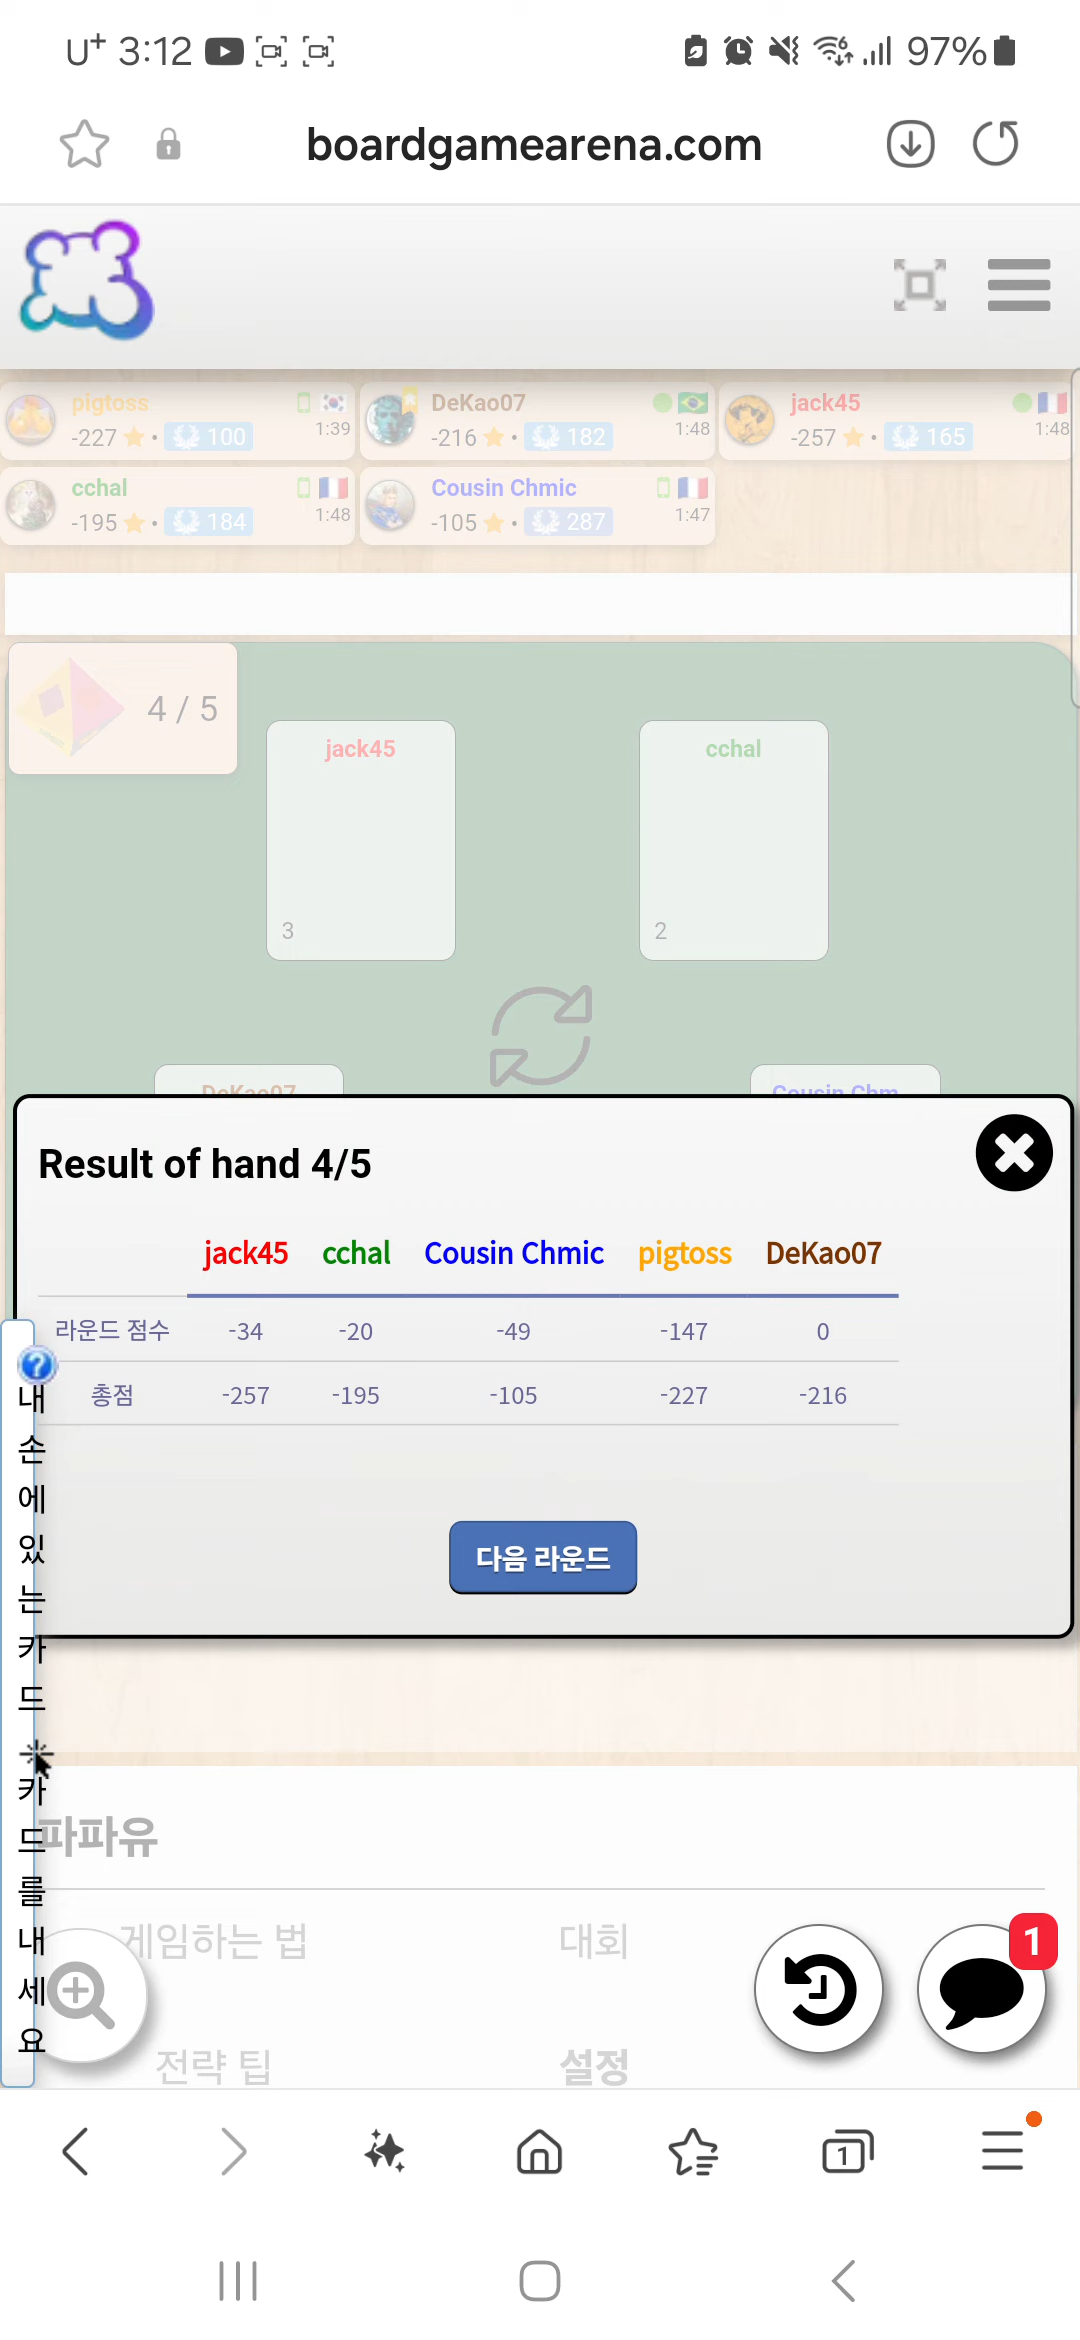 U+ 3:12 97%
boardgamearena.com
pigtoss
-227 • 100 1:39
DeKao07
-216 • 182 1:48
jack45
-257 • 165 1:48
cchal
-195 • 184 1:48
Cousin Chmic
-105 • 287 1:47
4 / 5
jack45 cchal
3 2
DeKao07 Cousin Chm
Result of hand 4/5
jack45 cchal Cousin Chmic pigtoss DeKao07
라운드 점수 -34 -20 -49 -147 0
총점 -257 -195 -105 -227 -216
다음 라운드
?
내
손
에
있
는
카
드
카
드
를
내
세
요
파파유
게임하는 법 대회
전략 팁 설정
1
1